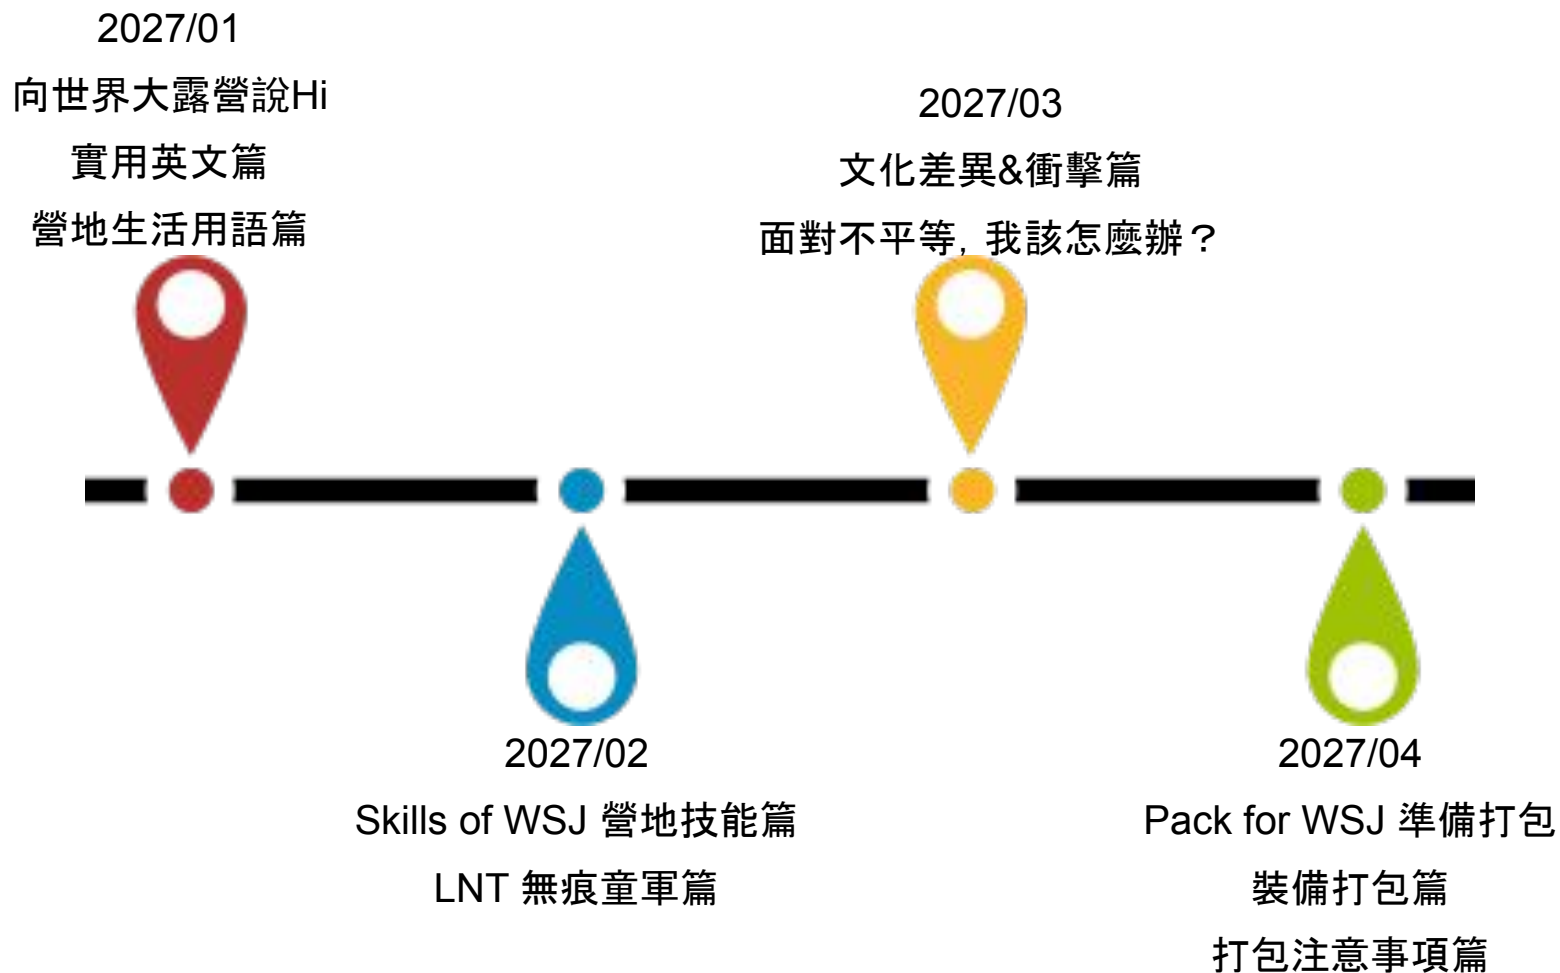 2027/01
向世界大露營說Hi
實用英文篇
營地生活用語篇
2027/02
Skills of WSJ 營地技能篇
LNT 無痕童軍篇
2027/03
文化差異&衝擊篇
面對不平等，我該怎麼辦？
2027/04
Pack for WSJ 準備打包
裝備打包篇
打包注意事項篇